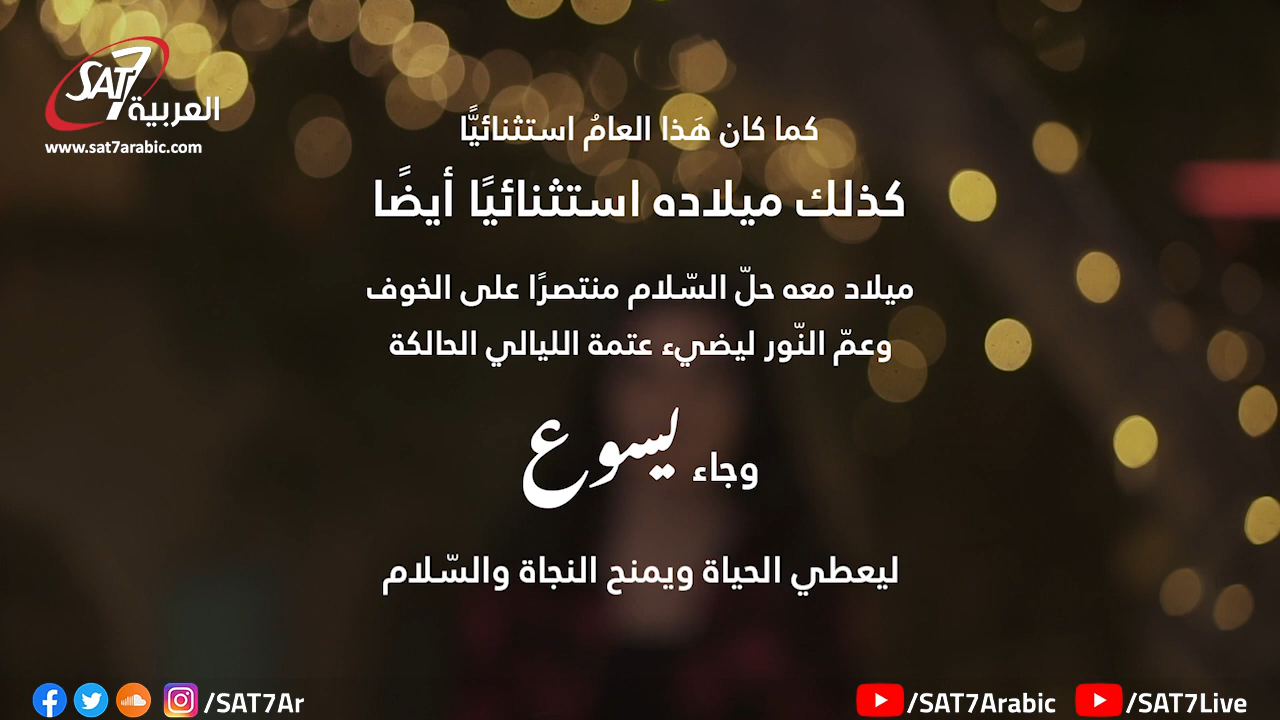 SAT7
العربية
www.sat7arabic.com
كما كان هَذا العامُ استثنائيًّا
كذلك ميلاده استثنائيًا أيضًا
ميلاد معه حلّ السّلام منتصرًا على الخوف
وعمّ النّور ليضيء عتمة الليالي الحالكة
وجاء يسوع
ليعطي الحياة ويمنح النجاة والسّلام
/SAT7Ar
/SAT7Arabic
/SAT7Live